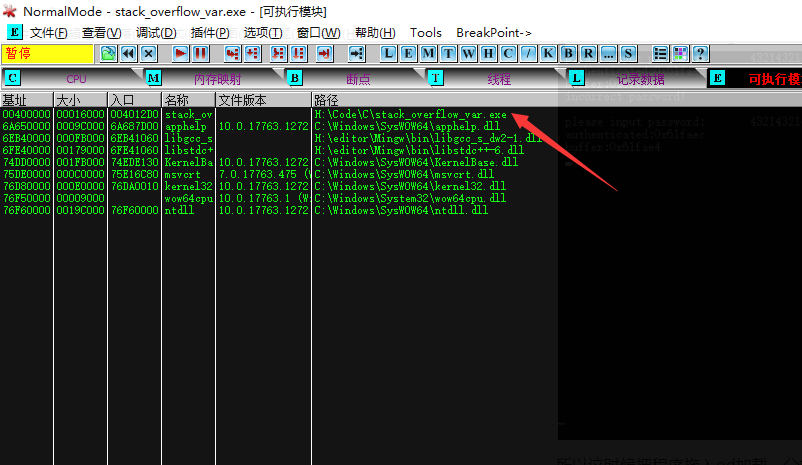 NormalMode - stack_overflow_var.exe - [可执行模块]
E 文件(F) 查看(V) 调试(D) 插件(P) 选项(T) 窗口(W) 帮助(H) Tools BreakPoint->
暂停 L E M T W H C / K B R ... S ?
C CPU M 内存映射 B 断点 T 线程 L 记录数据 E 可执行模
基址 大小 入口 名称 文件版本 路径
00400000 00016000 004012D0 stack_ov H:\Code\C\stack_overflow_var.exe
6A650000 0009C000 6A687D00 apphelp 10.0.17763.1272 C:\Windows\SysWOW64\apphelp.dll
6EB40000 000FB000 6EB41060 libgcc_s H:\editor\Mingw\bin\libgcc_s_dw2-1.dll
6FE40000 00179000 6FE41060 libstdc+ H:\editor\Mingw\bin\libstdc++-6.dll
74DD0000 001FB000 74EDE130 KernelBa 10.0.17763.1272 C:\Windows\SysWOW64\KernelBase.dll
75DE0000 000C0000 75E16C80 msvcrt 7.0.17763.475 (W C:\Windows\SysWOW64\msvcrt.dll
76D80000 000E0000 76DA0010 kernel32 10.0.17763.1272 C:\Windows\SysWOW64\kernel32.dll
76F50000 00009000 wow64cpu 10.0.17763.1 (W: C:\Windows\System32\wow64cpu.dll
76F60000 0019C000 76F60000 ntdll 10.0.17763.1272 C:\Windows\SysWOW64\ntdll.dll
please input password: